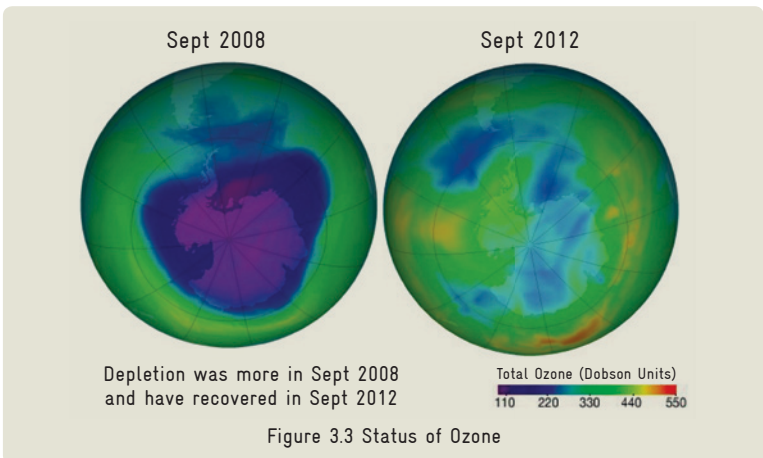 Sept 2008
Sept 2012
Depletion was more in Sept 2008
and have recovered in Sept 2012
Total Ozone (Dobson Units)
110 220 330 440 550
Figure 3.3 Status of Ozone